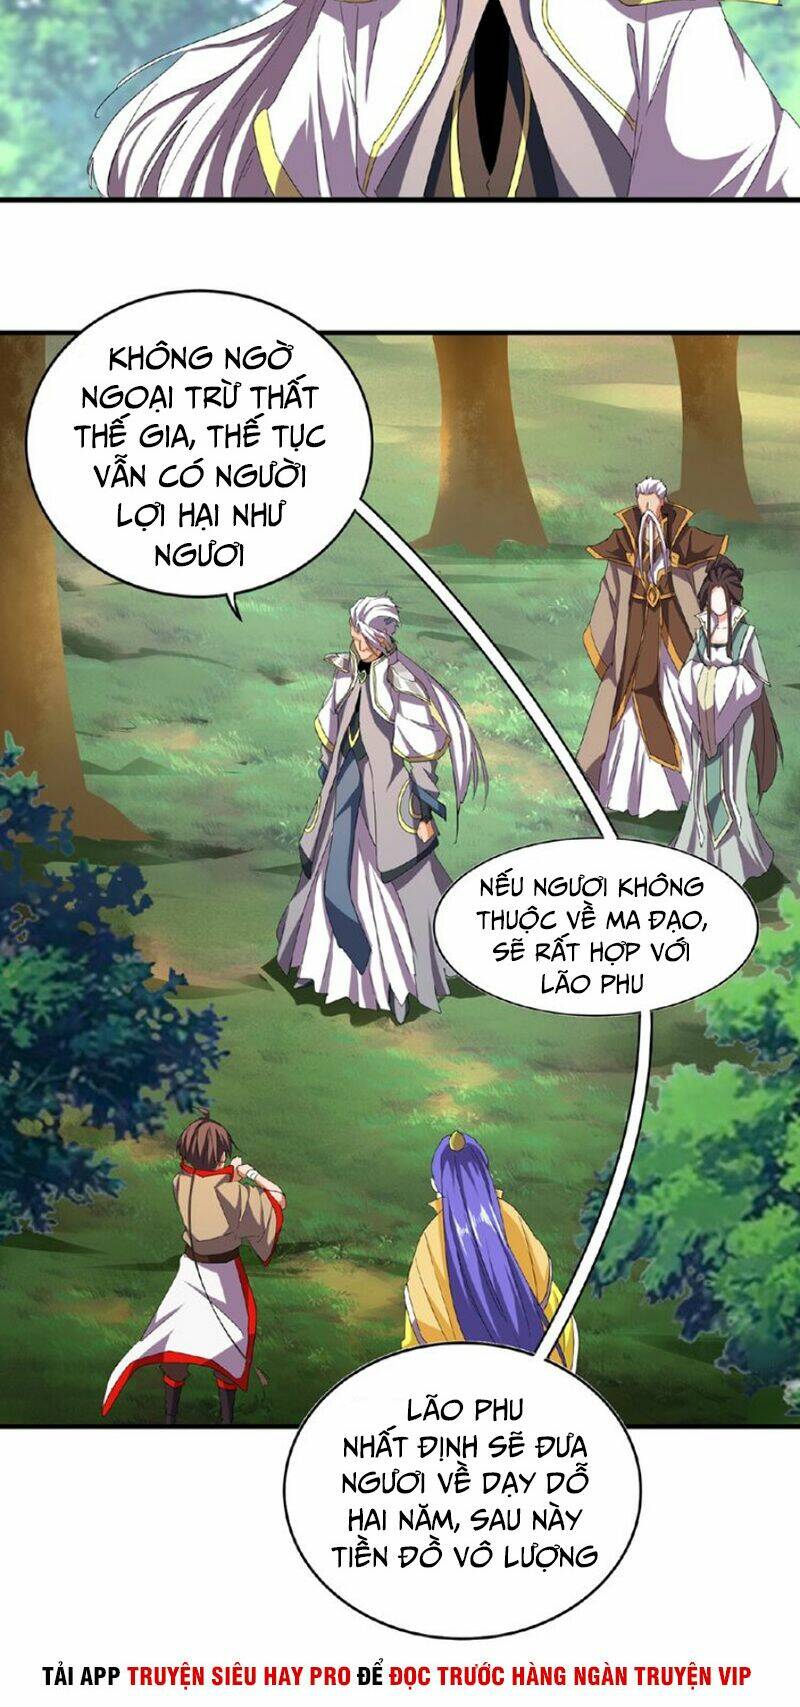 KHÔNG NGỜ
NGOẠI TRỪ THẤT
THẾ GIA, THẾ TỤC
VẪN CÓ NGƯỜI
LỢI HẠI NHƯ
NGƯƠI
NẾU NGƯƠI KHÔNG
THUỘC VỀ MA ĐẠO,
SẼ RẤT HỢP VỚI
LÃO PHU
LÃO PHU
NHẤT ĐỊNH SẼ ĐƯA
NGƯƠI VỀ DẠY DỖ
HAI NĂM, SAU NÀY
TIỀN ĐỒ VÔ LƯỢNG
TẢI APP TRUYỆN SIÊU HAY PRO ĐỂ ĐỌC TRƯỚC HÀNG NGÀN TRUYỆN VIP